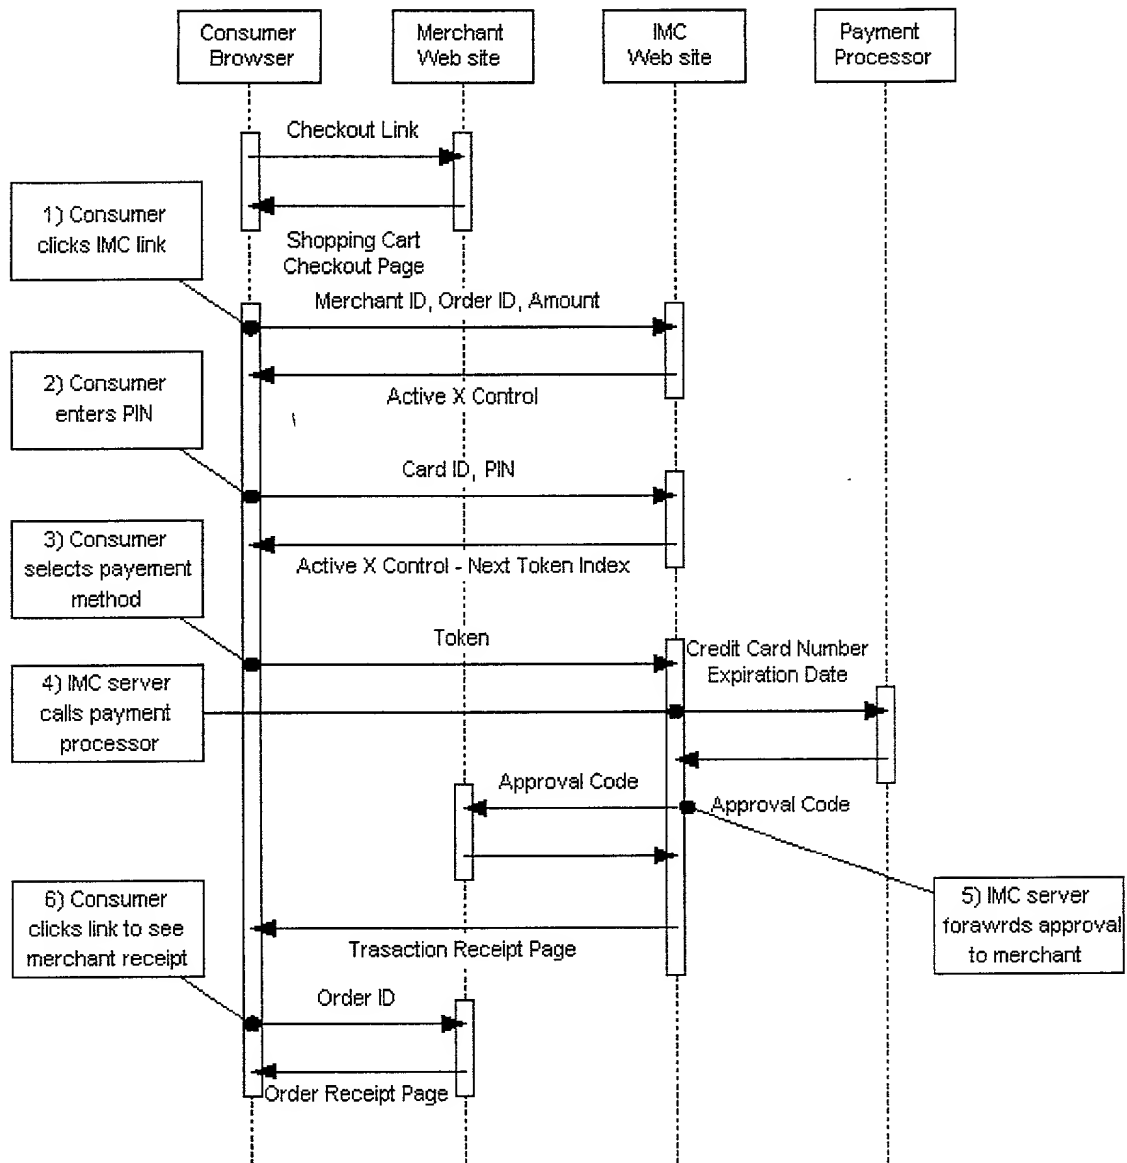 Consumer
Browser
Merchant
Web site
IMC
Web site
Payment
Processor
Checkout Link
1) Consumer
clicks IMC link
Shopping Cart
Checkout Page
Merchant ID, Order ID, Amount
2) Consumer
enters PIN
Active X Control
Card ID, PIN
3) Consumer
selects payement
method
Active X Control - Next Token Index
Token
Credit Card Number
Expiration Date
4) IMC server
calls payment
processor
Approval Code
Approval Code
6) Consumer
clicks link to see
merchant receipt
5) IMC server
forawrds approval
to merchant
Trasaction Receipt Page
Order ID
Order Receipt Page